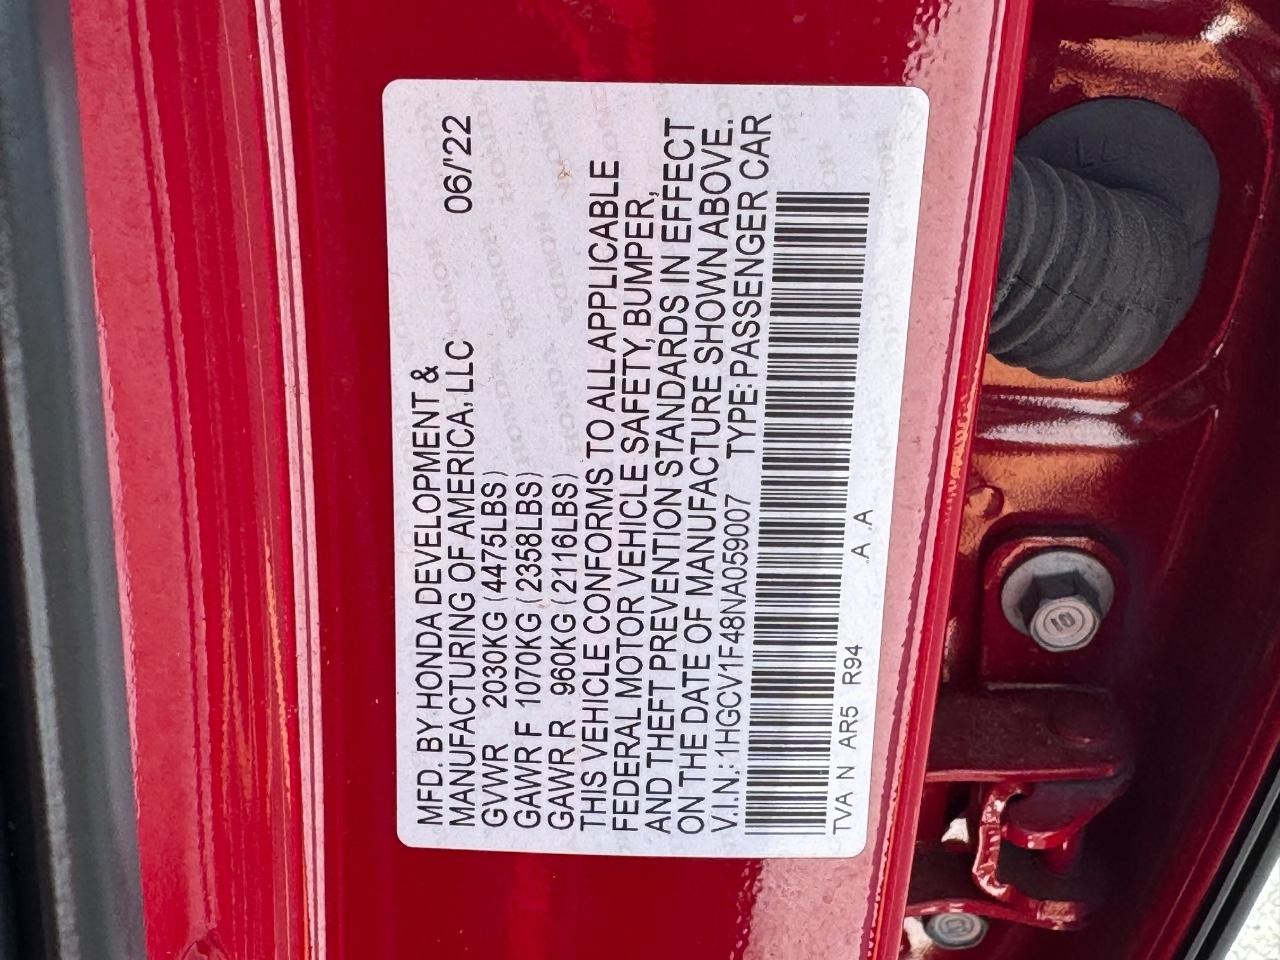 MFD. BY HONDA DEVELOPMENT &
MANUFACTURING OF AMERICA, LLC 06/'22
GVWR 2030KG (4475LBS)
GAWR F 1070KG (2358LBS)
GAWR R 960KG (2116LBS)
THIS VEHICLE CONFORMS TO ALL APPLICABLE
FEDERAL MOTOR VEHICLE SAFETY, BUMPER,
AND THEFT PREVENTION STANDARDS IN EFFECT
ON THE DATE OF MANUFACTURE SHOWN ABOVE.
V.I.N.: 1HGCV1F48NA059007 TYPE: PASSENGER CAR
TVA N AR5 R94 .A .A